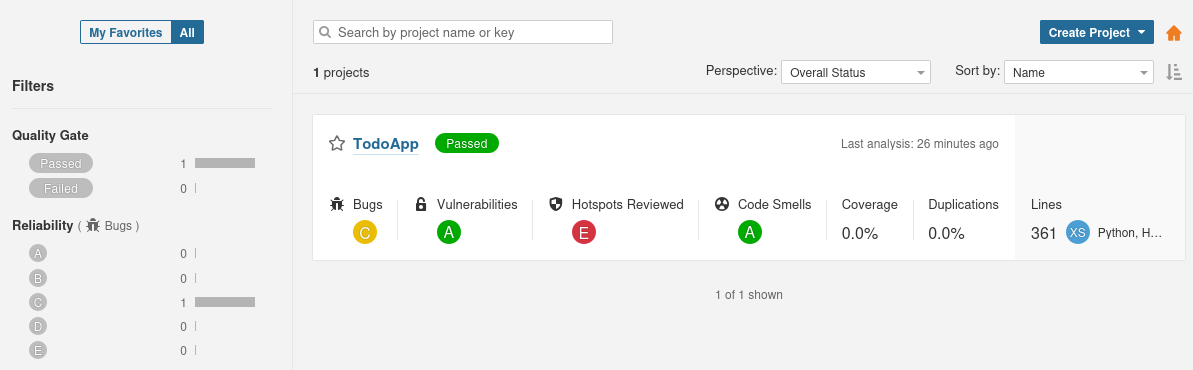 My Favorites All
Search by project name or key
Create Project
1 projects
Perspective: Overall Status
Sort by: Name
Filters
Quality Gate
Passed 1
Failed 0
Reliability ( Bugs )
A 0
B 0
C 1
D 0
E 0
TodoApp Passed
Last analysis: 26 minutes ago
Bugs Vulnerabilities Hotspots Reviewed Code Smells Coverage Duplications Lines
C A E A 0.0% 0.0% 361 XS Python, H...
1 of 1 shown